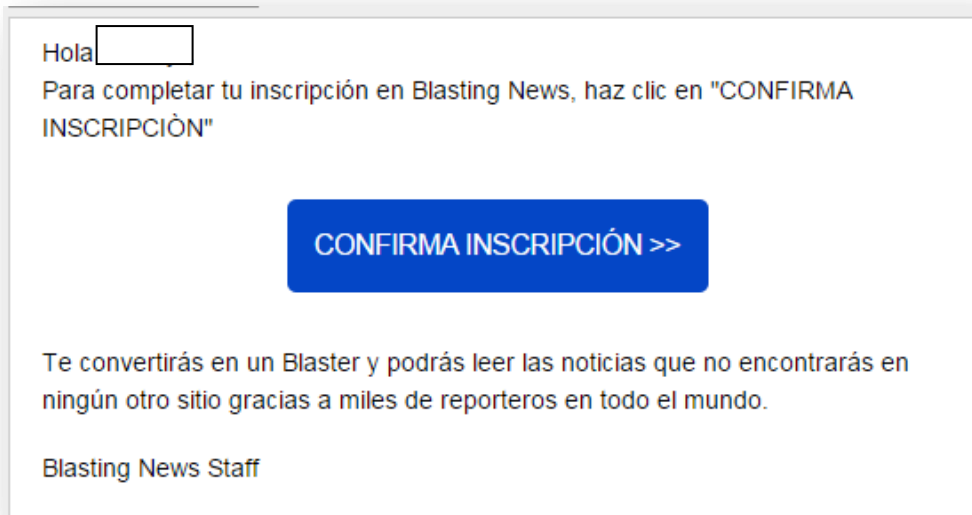 Hola
Para completar tu inscripción en Blasting News, haz clic en "CONFIRMA
INSCRIPCIÒN"
CONFIRMA INSCRIPCIÓN >>
Te convertirás en un Blaster y podrás leer las noticias que no encontrarás en
ningún otro sitio gracias a miles de reporteros en todo el mundo.
Blasting News Staff